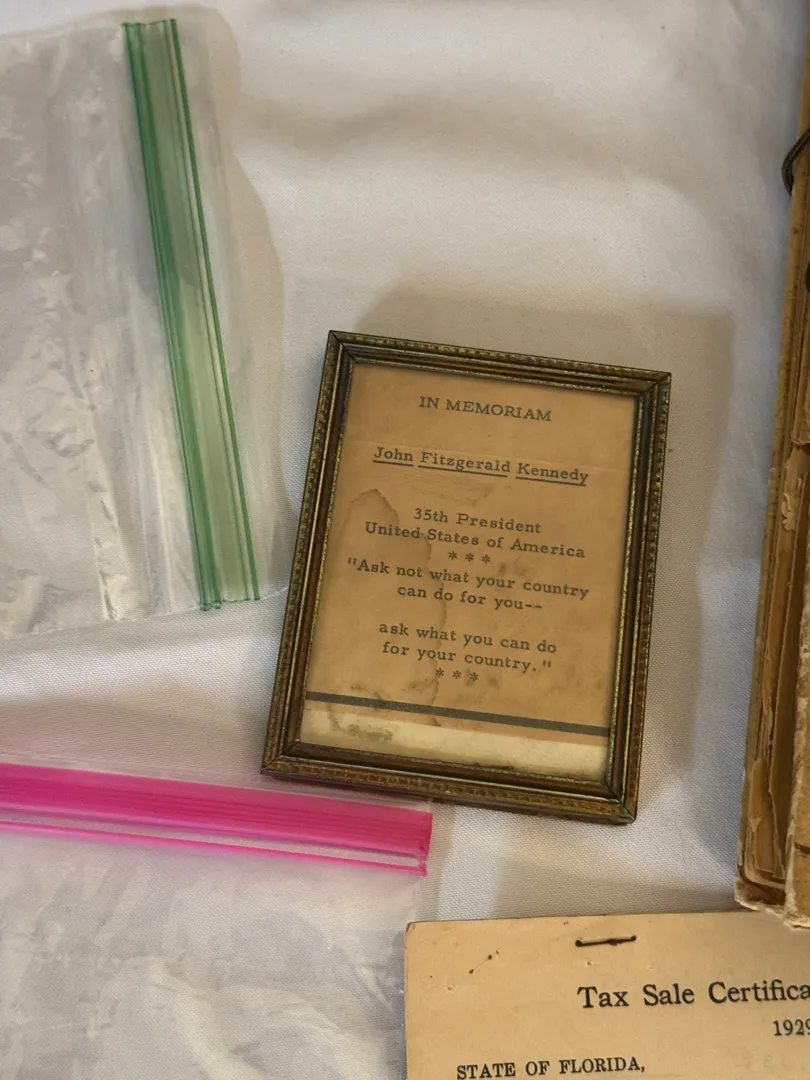 IN MEMORIAM
John Fitzgerald Kennedy
35th President
United States of America
* * *
"Ask not what your country
can do for you--
ask what you can do
for your country."
* * *
Tax Sale Certifica
1929
STATE OF FLORIDA,